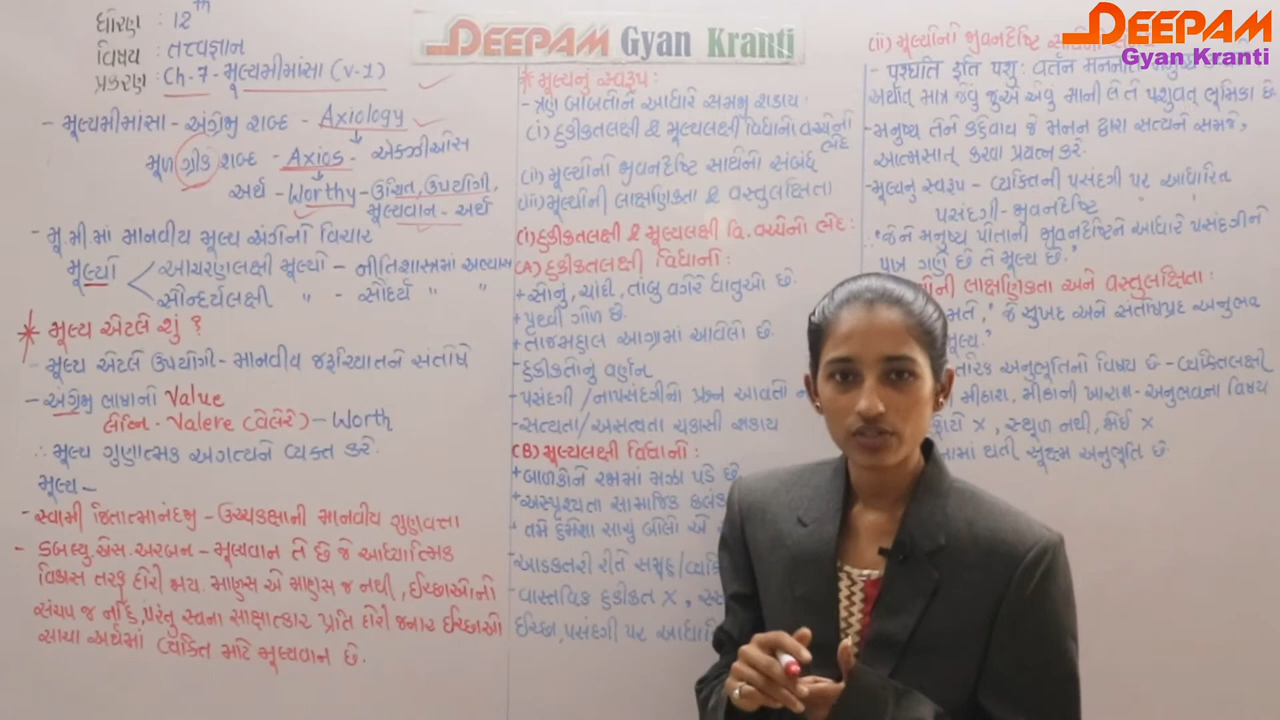 ધોરણ : 12th
વિષય : તત્ત્વજ્ઞાન
પ્રકરણ : Ch-7 - મૂલ્યમીમાંસા (V-1)
- મૂલ્યમીમાંસા - અંગ્રેજી શબ્દ - Axiology
મૂળ ગ્રીક શબ્દ - Axios - એક્ઝીઓસ
અર્થ - Worthy - ઉચિત, ઉપયોગી,
મૂલ્યવાન - અર્થ
- મૂ.મી.માં માનવીય મૂલ્ય અંગેનો વિચાર
મૂલ્યો
આચરણલક્ષી મૂલ્યો - નીતિશાસ્ત્રમાં અભ્યાસ
સૌન્દર્યલક્ષી " - સૌંદર્ય " "
* મૂલ્ય એટલે શું ?
- મૂલ્ય એટલે ઉપયોગી - માનવીય જરૂરિયાતને સંતોષે
- અંગ્રેજી ભાષાનો Value
લેટિન - Valere (વેલેરે) - Worth
∴ મૂલ્ય ગુણાત્મક અગત્યને વ્યક્ત કરે.
મૂલ્ય -
- સ્વામી જિતાત્માનંદજી - ઉચ્ચકક્ષાની માનવીય ગુણવત્તા
- ડબલ્યુ.એસ.અરબન - મૂલ્યવાન તે છે જે આધ્યાત્મિક
વિકાસ તરફ દોરી જાય. માણસ એ માણસ જ નથી, ઈચ્છાઓનો
સંચય જ નહિં, પરંતુ સ્વના સાક્ષાત્કાર પ્રતિ દોરી જનાર ઈચ્છાઓ
સાચા અર્થમાં વ્યક્તિ માટે મૂલ્યવાન છે.
DEEPAM Gyan Kranti
* મૂલ્યનું સ્વરૂપ :
- ત્રણ બાબતોને આધારે સમજી શકાય :
(i) હકીકતલક્ષી & મૂલ્યલક્ષી વિધાનો વચ્ચેનો ભેદ
(ii) મૂલ્યોનો જીવનદૃષ્ટિ સાથેનો સંબંધ
(iii) મૂલ્યોની લાક્ષણિકતા & વસ્તુલક્ષિતા
(i) હકીકતલક્ષી & મૂલ્યલક્ષી વિ. વચ્ચેનો ભેદ :
(A) હકીકતલક્ષી વિધાનો :
+ સોનું, ચાંદી, તાંબુ વગેરે ધાતુઓ છે.
+ પૃથ્વી ગોળ છે.
+ તાજમહાલ આગ્રામાં આવેલો છે.
- હકીકતોનું વર્ણન
- પસંદગી / નાપસંદગીનો પ્રશ્ન આવતો
- સત્યતા / અસત્યતા ચકાસી શકાય
(B) મૂલ્યલક્ષી વિધાનો :
+ બાળકોને રમવામાં મઝા પડે છે.
+ અસ્પૃશ્યતા સામાજિક કલંક
+ તમે હંમેશા સાચું બોલો એ
- આડકતરી રીતે સમૂહ /
- વાસ્તવિક હકીકત X,
ઈચ્છા, પસંદગી પર
DEEPAM
Gyan Kranti
(ii) મૂલ્યોનો જીવનદૃષ્ટિ
- પશ્યતિ ઈતિ પશુ : વર્તન
અર્થાત્ માત્ર જેવું જુએ એવું માની લે તે પશુવત્ ભૂમિકા છે.
- મનુષ્ય તેને કહેવાય જે મનન દ્વારા સત્યને સમજે,
આત્મસાત્ કરવા પ્રયત્ન કરે.
- મૂલ્યનું સ્વરૂપ - વ્યક્તિની પસંદગી પર આધારિત
પસંદગી - જીવનદૃષ્ટિ " "
∴ "જેને મનુષ્ય પોતાની જીવનદૃષ્ટિને આધારે પસંદગીને
પાત્ર ગણે છે તે મૂલ્ય છે."
લાક્ષણિકતા અને વસ્તુલક્ષિતા :
મતે, "જે સુખદ અને સંતોષપ્રદ અનુભવ
મૂલ્ય."
અનુભૂતિનો વિષય છે - વ્યક્તિલક્ષી
મીઠાશ, મીઠાની ખારાશ - અનુભવના વિષય
X, સ્થૂળ નથી, જોઈ X
થતી સૂક્ષ્મ અનુભૂતિ છે.